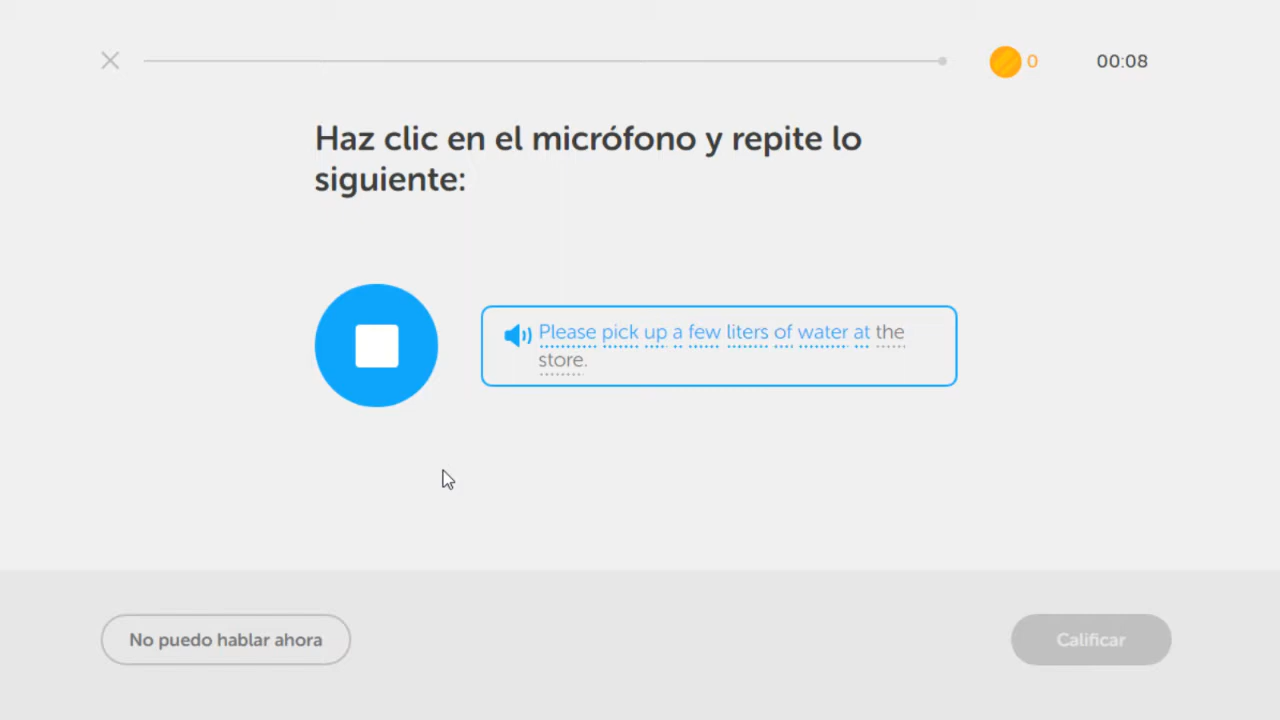 0
00:08
Haz clic en el micrófono y repite lo
siguiente:
Please pick up a few liters of water at the
store.
No puedo hablar ahora
Calificar